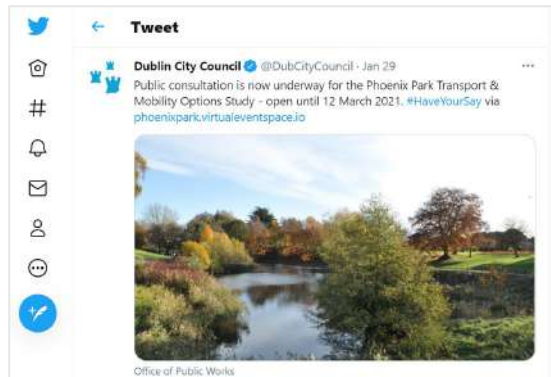 Tweet
Dublin City Council @DubCityCouncil · Jan 29
Public consultation is now underway for the Phoenix Park Transport &
Mobility Options Study - open until 12 March 2021. #HaveYourSay via
phoenixpark.virtualeventspace.io
Office of Public Works